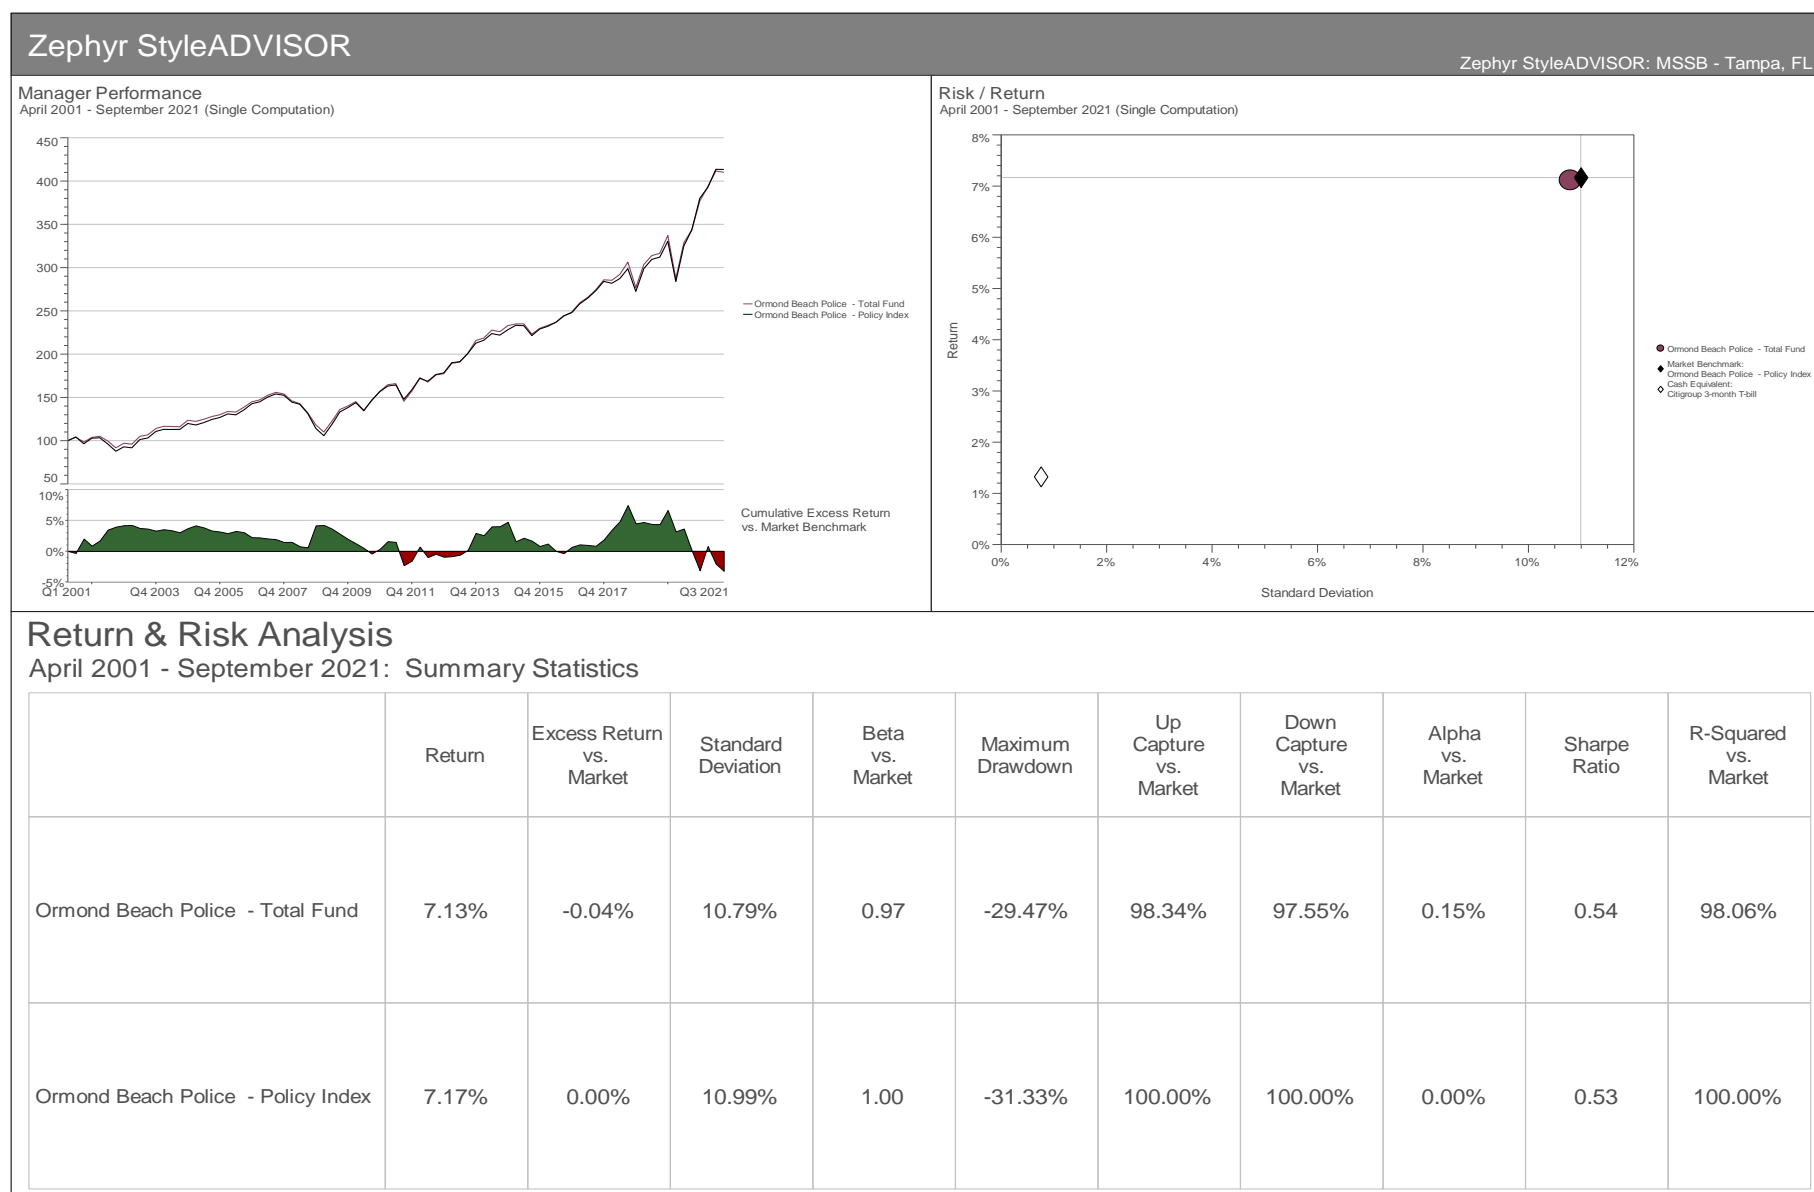 Zephyr StyleADVISOR
Zephyr StyleADVISOR: MSSB - Tampa, FL
Manager Performance
April 2001 - September 2021 (Single Computation)
450
400
350
300
250
200
150
100
50
Ormond Beach Police - Total Fund
Ormond Beach Police - Policy Index
10%
5%
0%
-5%
Cumulative Excess Return
vs. Market Benchmark
Q1 2001
Q4 2003
Q4 2005
Q4 2007
Q4 2009
Q4 2011
Q4 2013
Q4 2015
Q4 2017
Q3 2021
Risk / Return
April 2001 - September 2021 (Single Computation)
Return
8%
7%
6%
5%
4%
3%
2%
1%
0%
0%
2%
4%
6%
8%
10%
12%
Standard Deviation
Ormond Beach Police - Total Fund
Market Benchmark:
Ormond Beach Police - Policy Index
Cash Equivalent:
Citigroup 3-month T-bill
Return & Risk Analysis
April 2001 - September 2021: Summary Statistics
Return
Excess Return
vs.
Market
Standard
Deviation
Beta
vs.
Market
Maximum
Drawdown
Up
Capture
vs.
Market
Down
Capture
vs.
Market
Alpha
vs.
Market
Sharpe
Ratio
R-Squared
vs.
Market
Ormond Beach Police - Total Fund 7.13% -0.04% 10.79% 0.97 -29.47% 98.34% 97.55% 0.15% 0.54 98.06%
Ormond Beach Police - Policy Index 7.17% 0.00% 10.99% 1.00 -31.33% 100.00% 100.00% 0.00% 0.53 100.00%